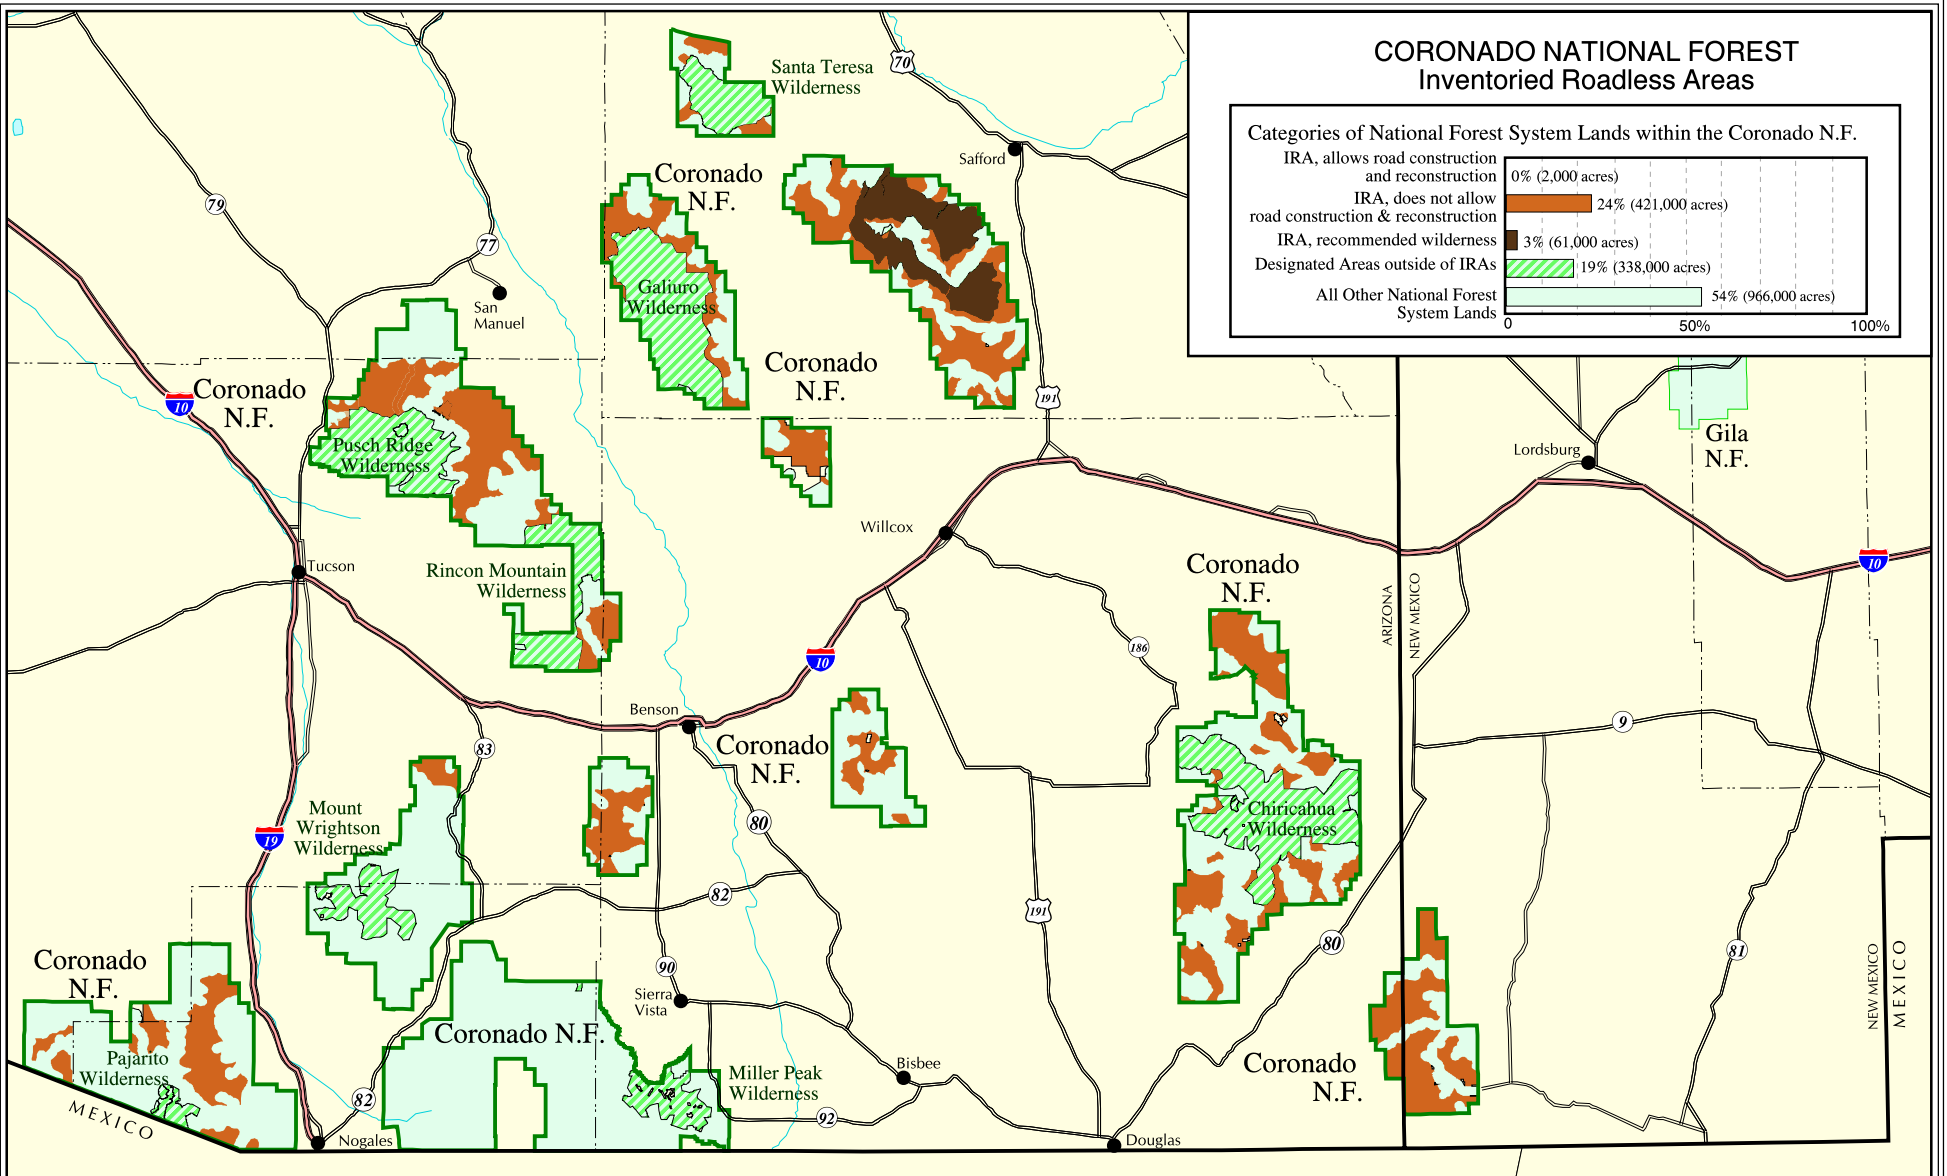 CORONADO NATIONAL FOREST
Inventoried Roadless Areas
Categories of National Forest System Lands within the Coronado N.F.
IRA, allows road construction
and reconstruction
0% (2,000 acres)
IRA, does not allow
road construction & reconstruction
24% (421,000 acres)
IRA, recommended wilderness
3% (61,000 acres)
Designated Areas outside of IRAs
19% (338,000 acres)
All Other National Forest
System Lands
54% (966,000 acres)
0
50%
100%
Santa Teresa
Wilderness
70
Safford
Coronado
N.F.
79
77
San
Manuel
Galiuro
Wilderness
Coronado
N.F.
10
Coronado
N.F.
191
Pusch Ridge
Wilderness
Gila
N.F.
Lordsburg
Willcox
Tucson
Rincon Mountain
Wilderness
Coronado
N.F.
10
ARIZONA
NEW MEXICO
186
10
Benson
9
83
Coronado
N.F.
Mount
Wrightson
Wilderness
19
80
Chiricahua
Wilderness
82
191
80
81
Coronado
N.F.
90
Sierra
Vista
NEW MEXICO
MEXICO
Coronado N.F.
Pajarito
Wilderness
Bisbee
Miller Peak
Wilderness
Coronado
N.F.
82
92
MEXICO
Nogales
Douglas